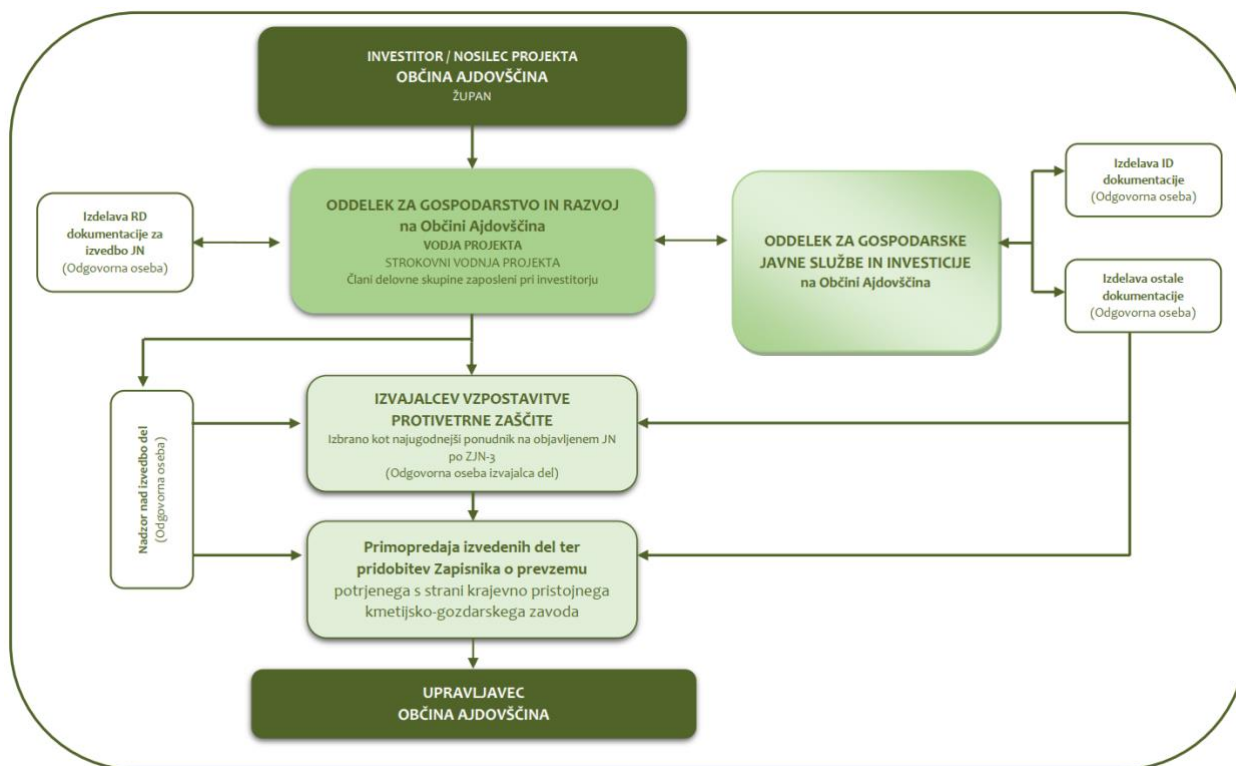 INVESTITOR / NOSILEC PROJEKTA
OBČINA AJDOVŠČINA
ŽUPAN
Izdelava RD
dokumentacije za
izvedbo JN
(Odgovorna oseba)
ODDELEK ZA GOSPODARSTVO IN RAZVOJ
na Občini Ajdovščina
VODJA PROJEKTA
STROKOVNI VODNJA PROJEKTA
Člani delovne skupine zaposleni pri investitorju
ODDELEK ZA GOSPODARSKE
JAVNE SLUŽBE IN INVESTICIJE
na Občini Ajdovščina
Izdelava ID
dokumentacije
(Odgovorna oseba)
Izdelava ostale
dokumentacije
(Odgovorna oseba)
Nadzor nad izvedbo del
(Odgovorna oseba)
IZVAJALCEV VZPOSTAVITVE
PROTIVETRNE ZAŠČITE
Izbrano kot najugodnejši ponudnik na objavljenem JN
po ZJN-3
(Odgovorna oseba izvajalca del)
Primopredaja izvedenih del ter
pridobitev Zapisnika o prevzemu
potrjenega s strani krajevno pristojnega
kmetijsko-gozdarskega zavoda
UPRAVLJAVEC
OBČINA AJDOVŠČINA